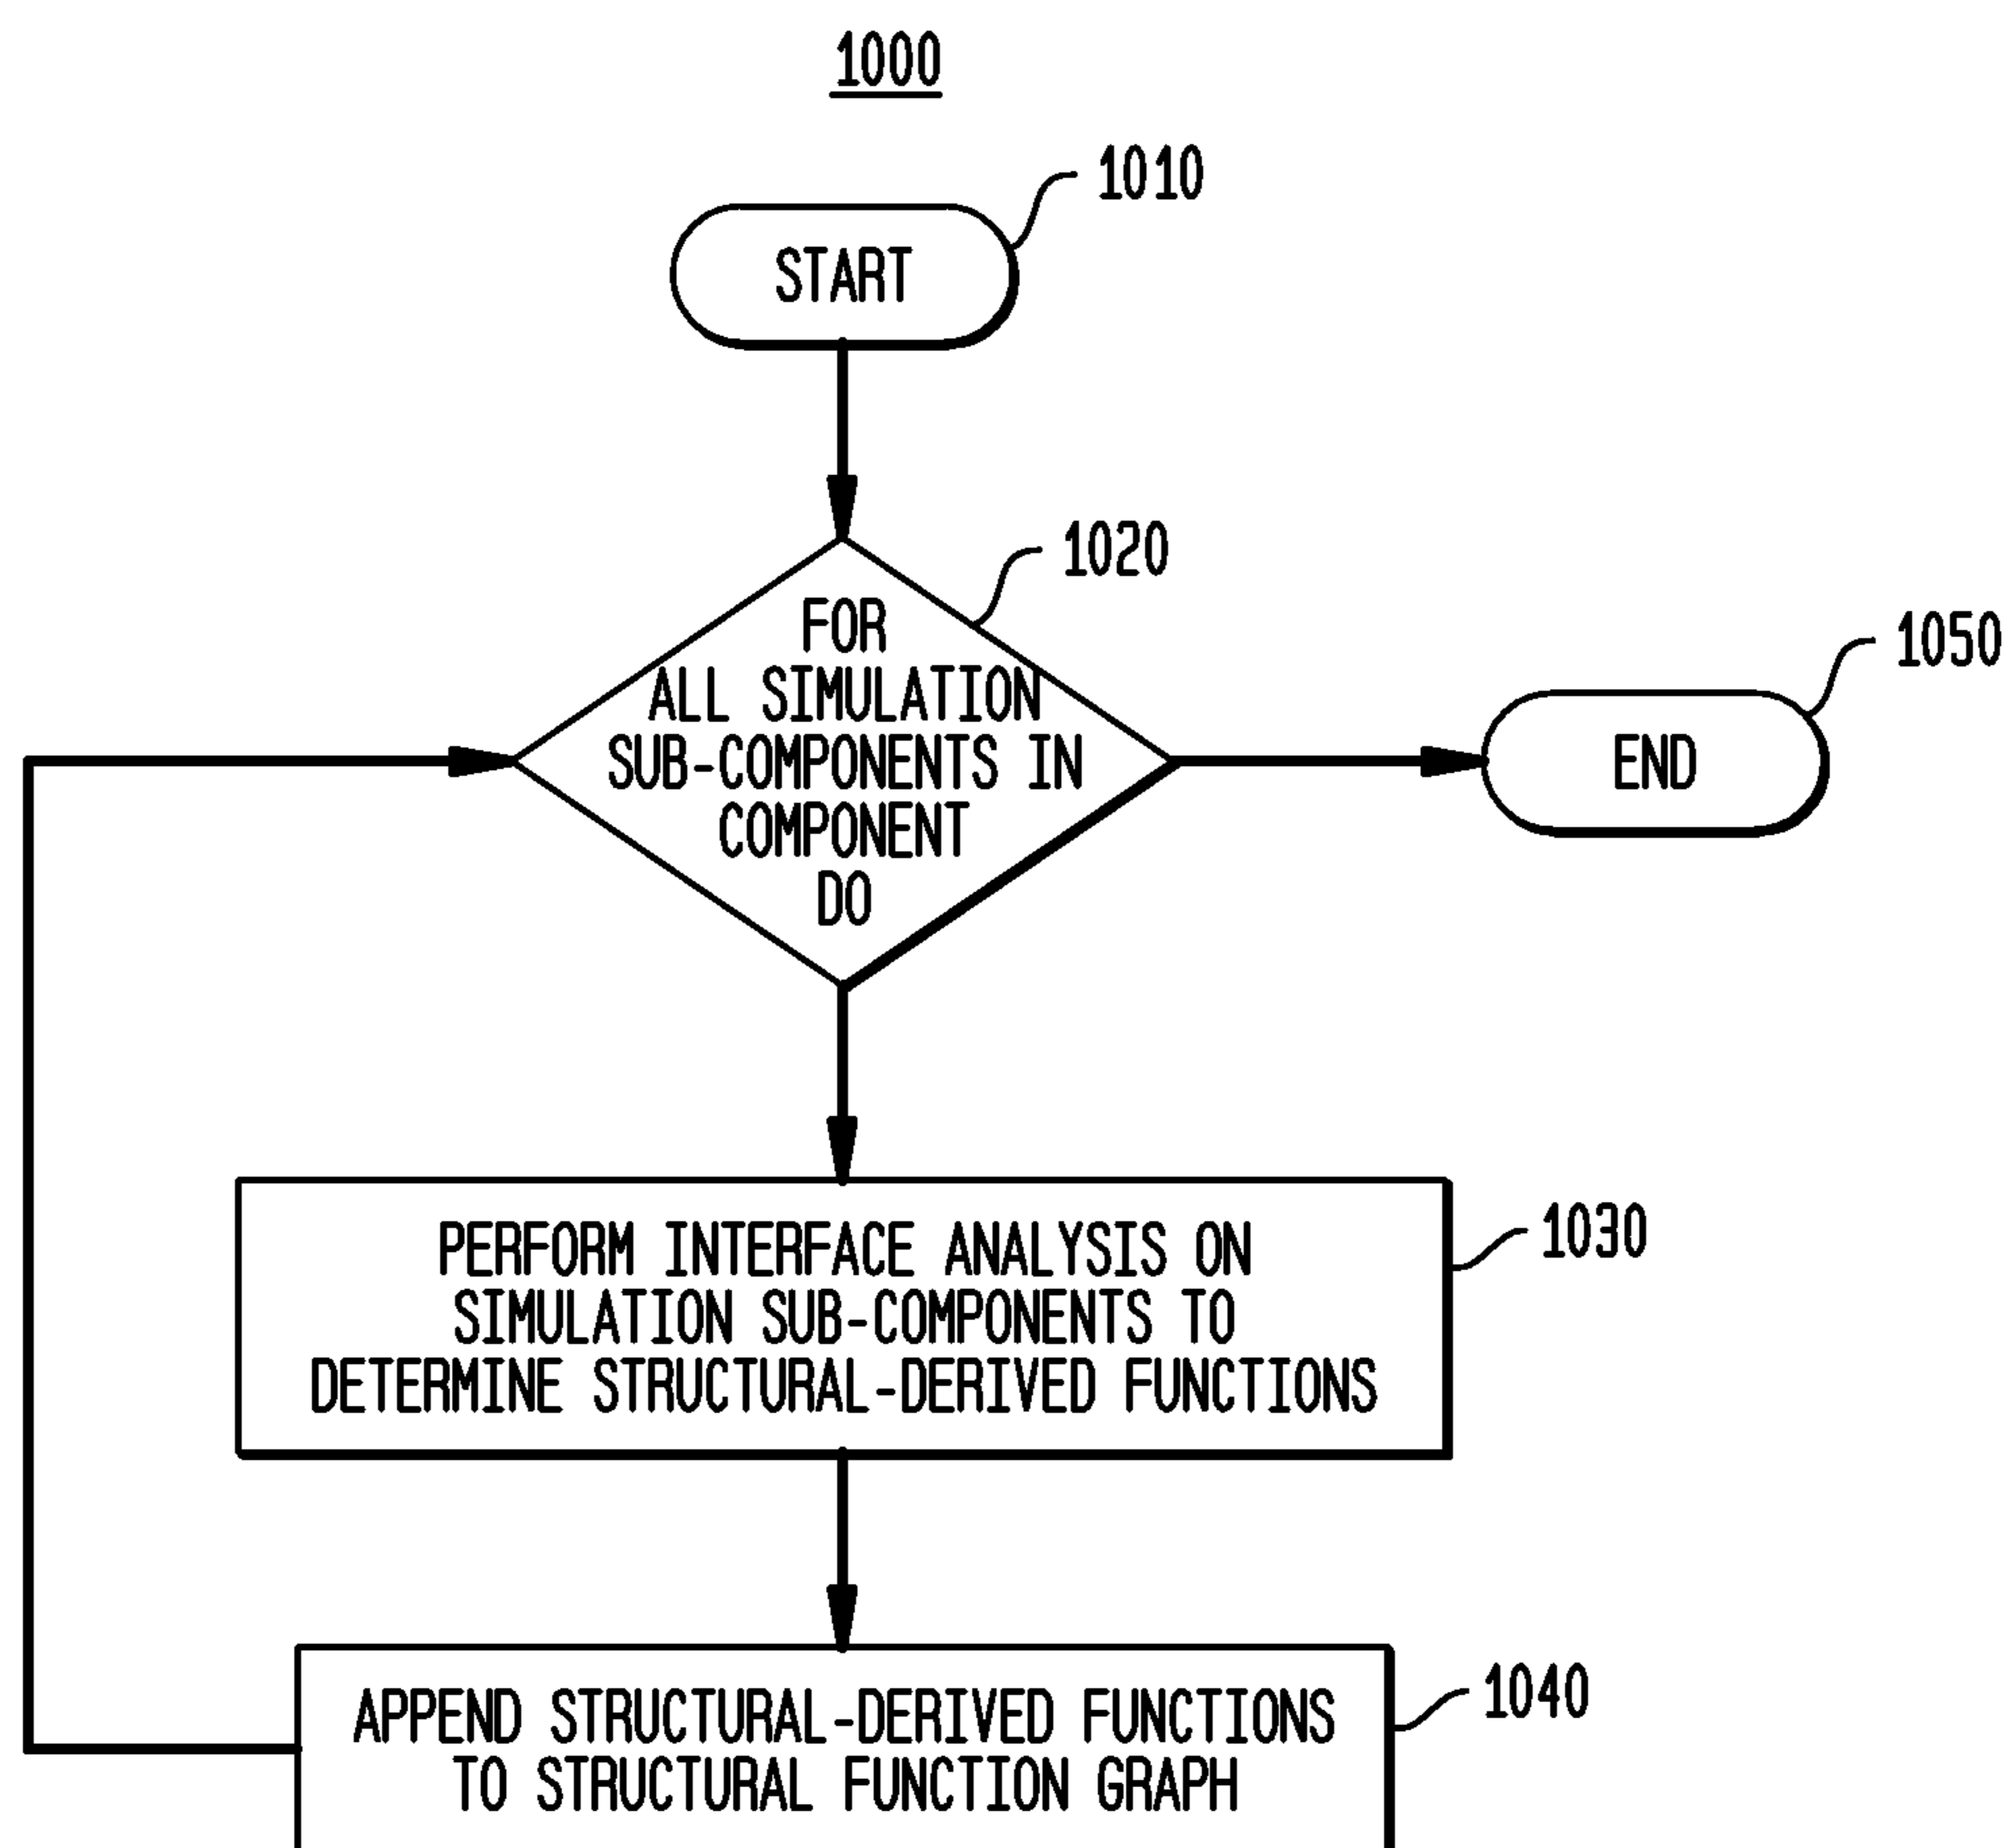 1000
1010
START
1020
FOR
ALL SIMULATION
SUB-COMPONENTS IN
COMPONENT
DO
1050
END
1030
PERFORM INTERFACE ANALYSIS ON
SIMULATION SUB-COMPONENTS TO
DETERMINE STRUCTURAL-DERIVED FUNCTIONS
1040
APPEND STRUCTURAL-DERIVED FUNCTIONS
TO STRUCTURAL FUNCTION GRAPH